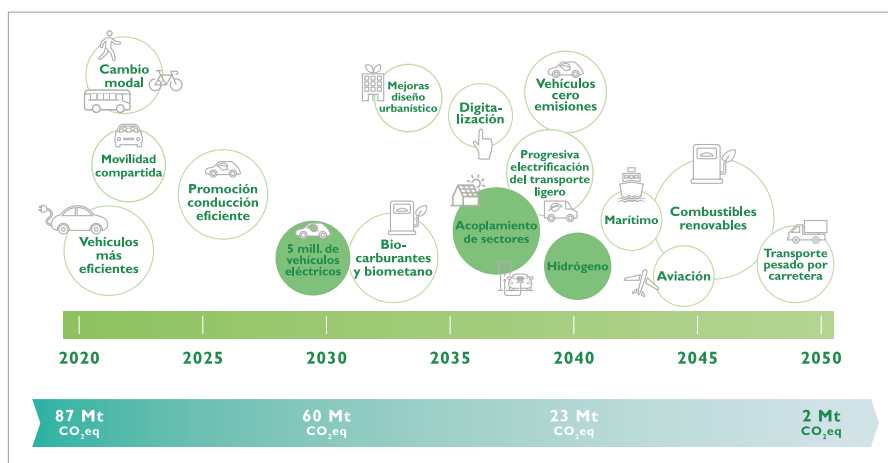 Cambio
modal
Movilidad
compartida
Vehículos
más
eficientes
Promoción
conducción
eficiente
5 mill. de
vehículos
eléctricos
Mejoras
diseño
urbanístico
Bio-
carburantes
y biometano
Digita-
lización
Acoplamiento
de sectores
Vehículos
cero
emisiones
Progresiva
electrificación
del transporte
ligero
Hidrógeno
Marítimo
Combustibles
renovables
Aviación
Transporte
pesado por
carretera
2020 2025 2030 2035 2040 2045 2050
87 Mt 60 Mt 23 Mt 2 Mt
CO₂eq CO₂eq CO₂eq CO₂eq